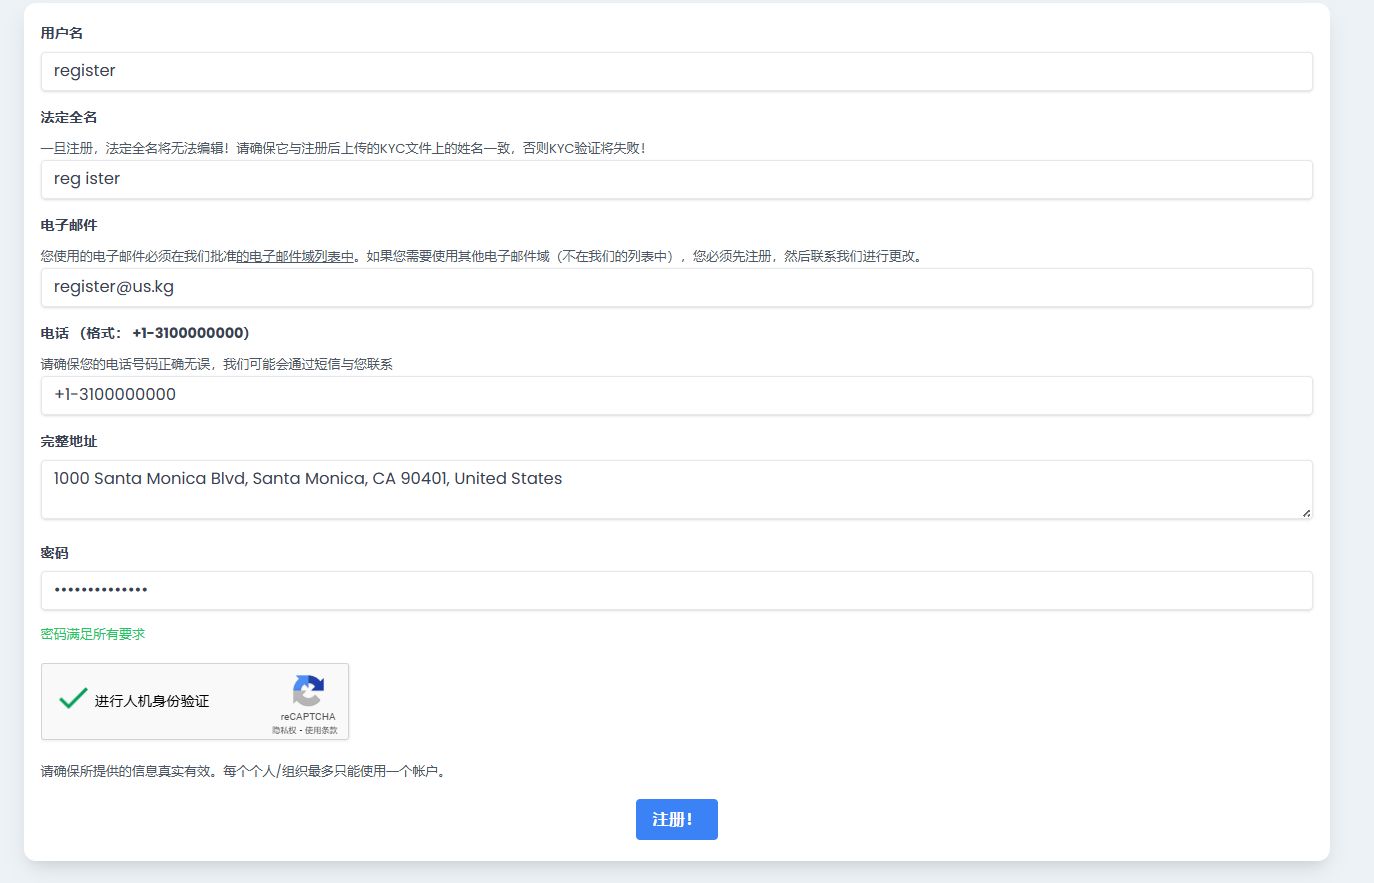 用户名
register
法定全名
一旦注册，法定全名将无法编辑！请确保它与注册后上传的KYC文件上的姓名一致，否则KYC验证将失败！
reg ister
电子邮件
您使用的电子邮件必须在我们批准的电子邮件域列表中。如果您需要使用其他电子邮件域（不在我们的列表中），您必须先注册，然后联系我们进行更改。
register@us.kg
电话 （格式： +1-3100000000）
请确保您的电话号码正确无误，我们可能会通过短信与您联系
+1-3100000000
完整地址
1000 Santa Monica Blvd, Santa Monica, CA 90401, United States
密码
••••••••••••••
密码满足所有要求
进行人机身份验证
reCAPTCHA
隐私权 - 使用条款
请确保所提供的信息真实有效。每个个人/组织最多只能使用一个帐户。
注册！